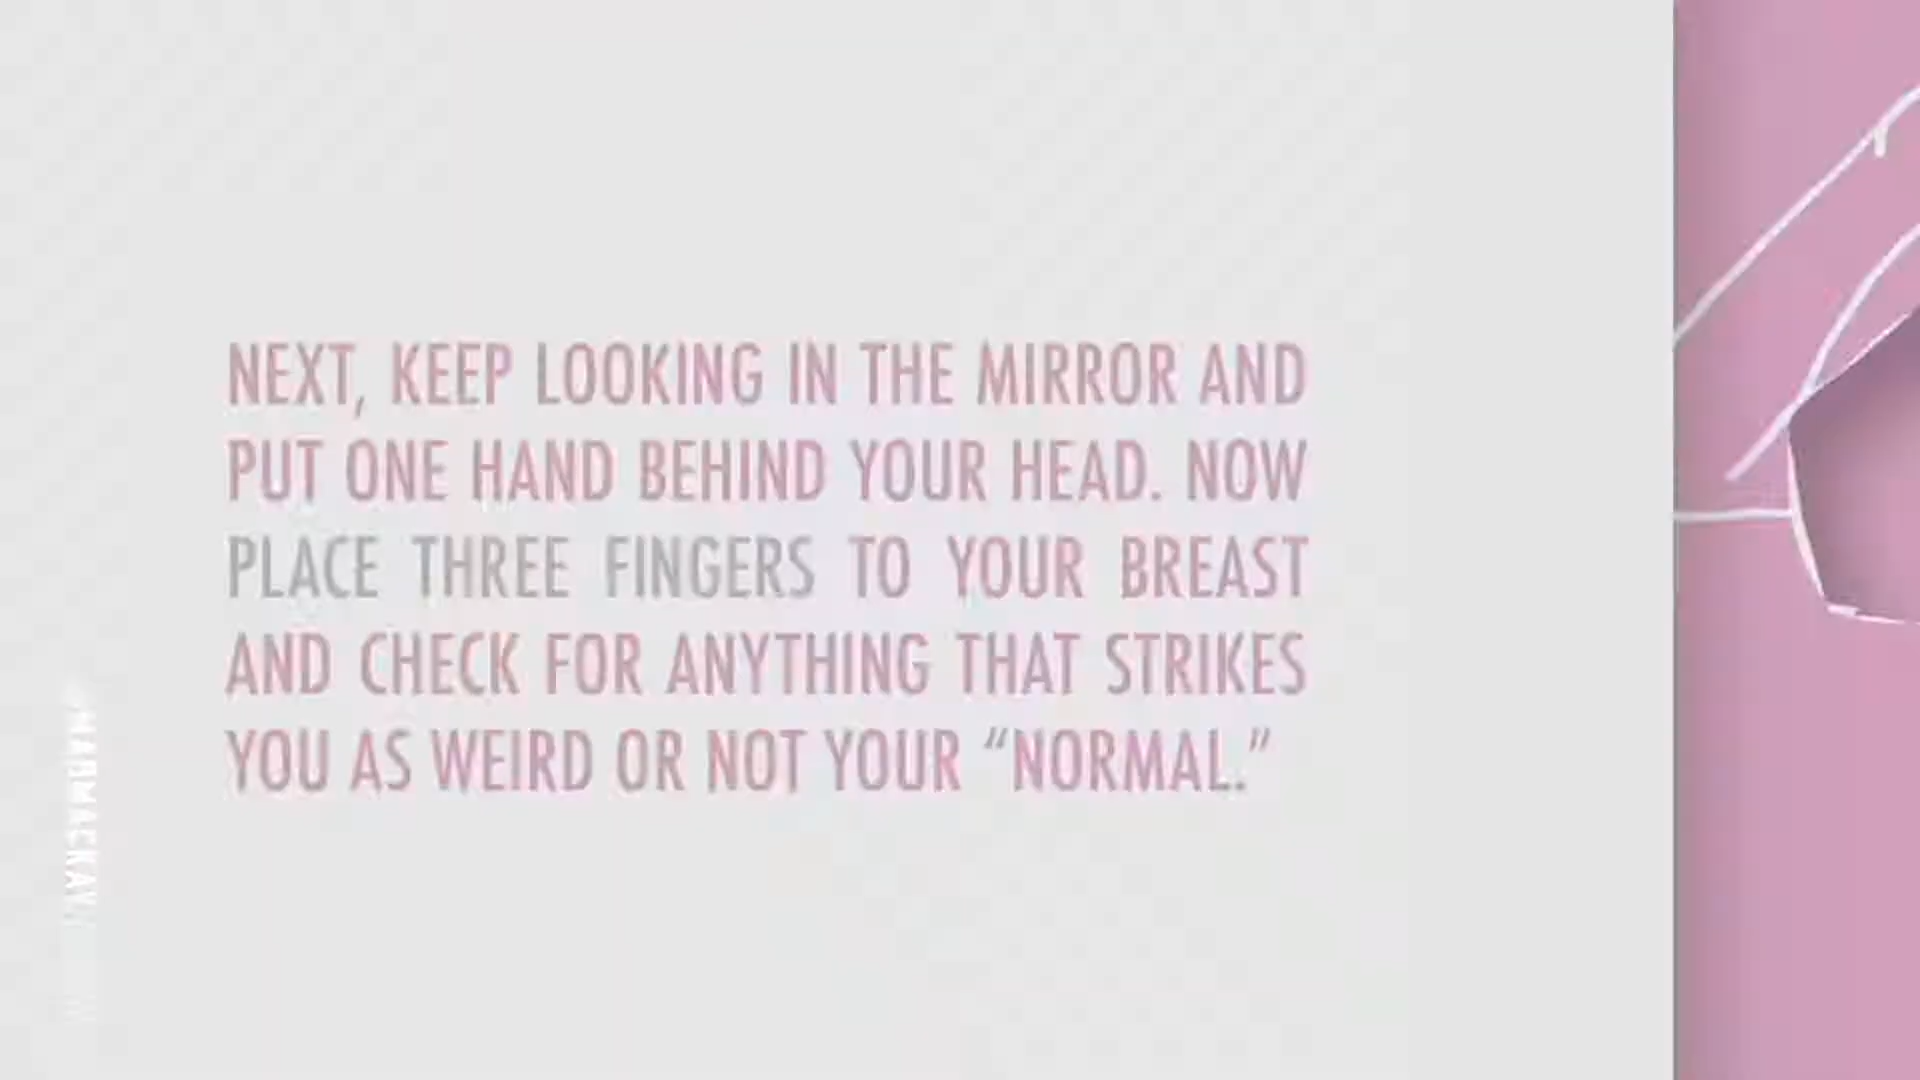 NEXT, KEEP LOOKING IN THE MIRROR AND
PUT ONE HAND BEHIND YOUR HEAD. NOW
PLACE THREE FINGERS TO YOUR BREAST
AND CHECK FOR ANYTHING THAT STRIKES
YOU AS WEIRD OR NOT YOUR “NORMAL.”